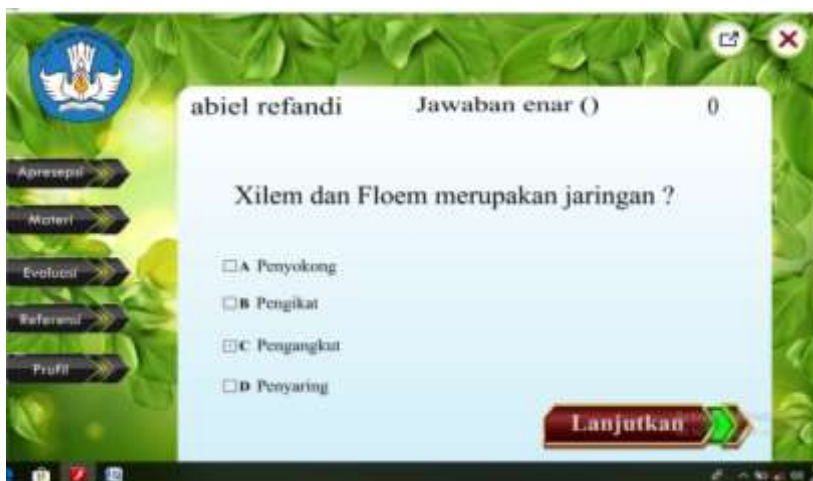 abiel refandi Jawaban enar () 0
Apresepsi
Materi
Evaluasi
Referensi
Profil
Xilem dan Floem merupakan jaringan ?
A Penyokong
B Pengikat
C Pengangkut
D Penyaring
Lanjutkan